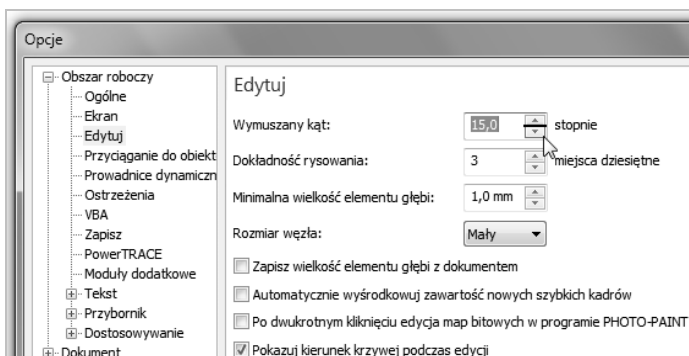 Opcje
Obszar roboczy
Ogólne
Ekran
Edytuj
Przyciąganie do obiekt
Prowadnice dynamiczn
Ostrzeżenia
VBA
Zapisz
PowerTRACE
Moduły dodatkowe
Tekst
Przybornik
Dostosowywanie
Dokument
Edytuj
Wymuszany kąt: 15,0 stopnie
Dokładność rysowania: 3 miejsca dziesiętne
Minimalna wielkość elementu głębi: 1,0 mm
Rozmiar węzła: Mały
Zapisz wielkość elementu głębi z dokumentem
Automatycznie wyśrodkowuj zawartość nowych szybkich kadrów
Po dwukrotnym kliknięciu edycja map bitowych w programie PHOTO-PAINT
Pokazuj kierunek krzywej podczas edycji